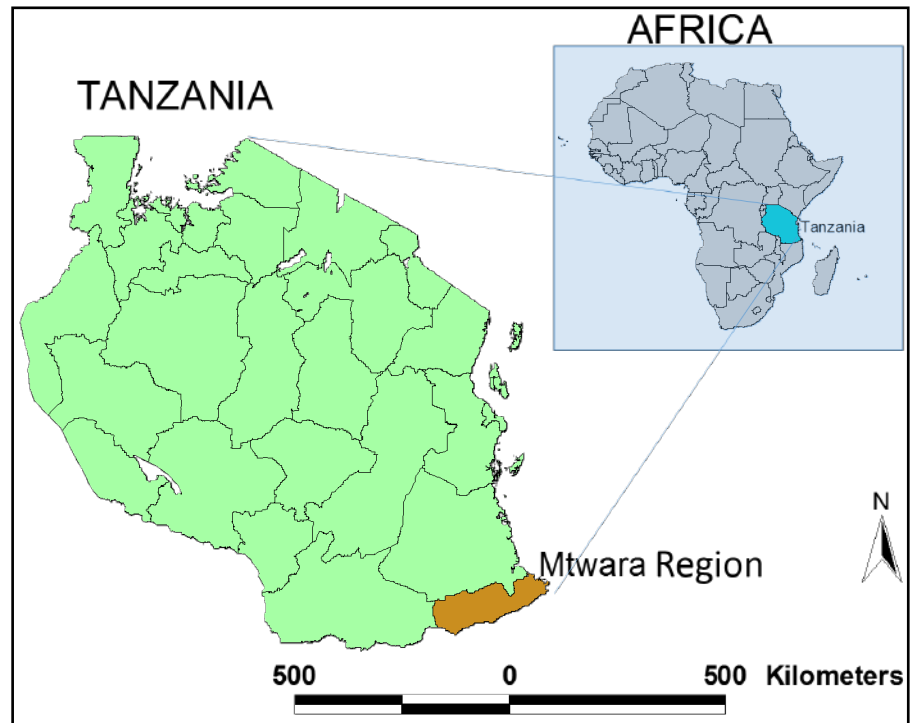 AFRICA
TANZANIA
Tanzania
N
Mtwara Region
500 0 500 Kilometers